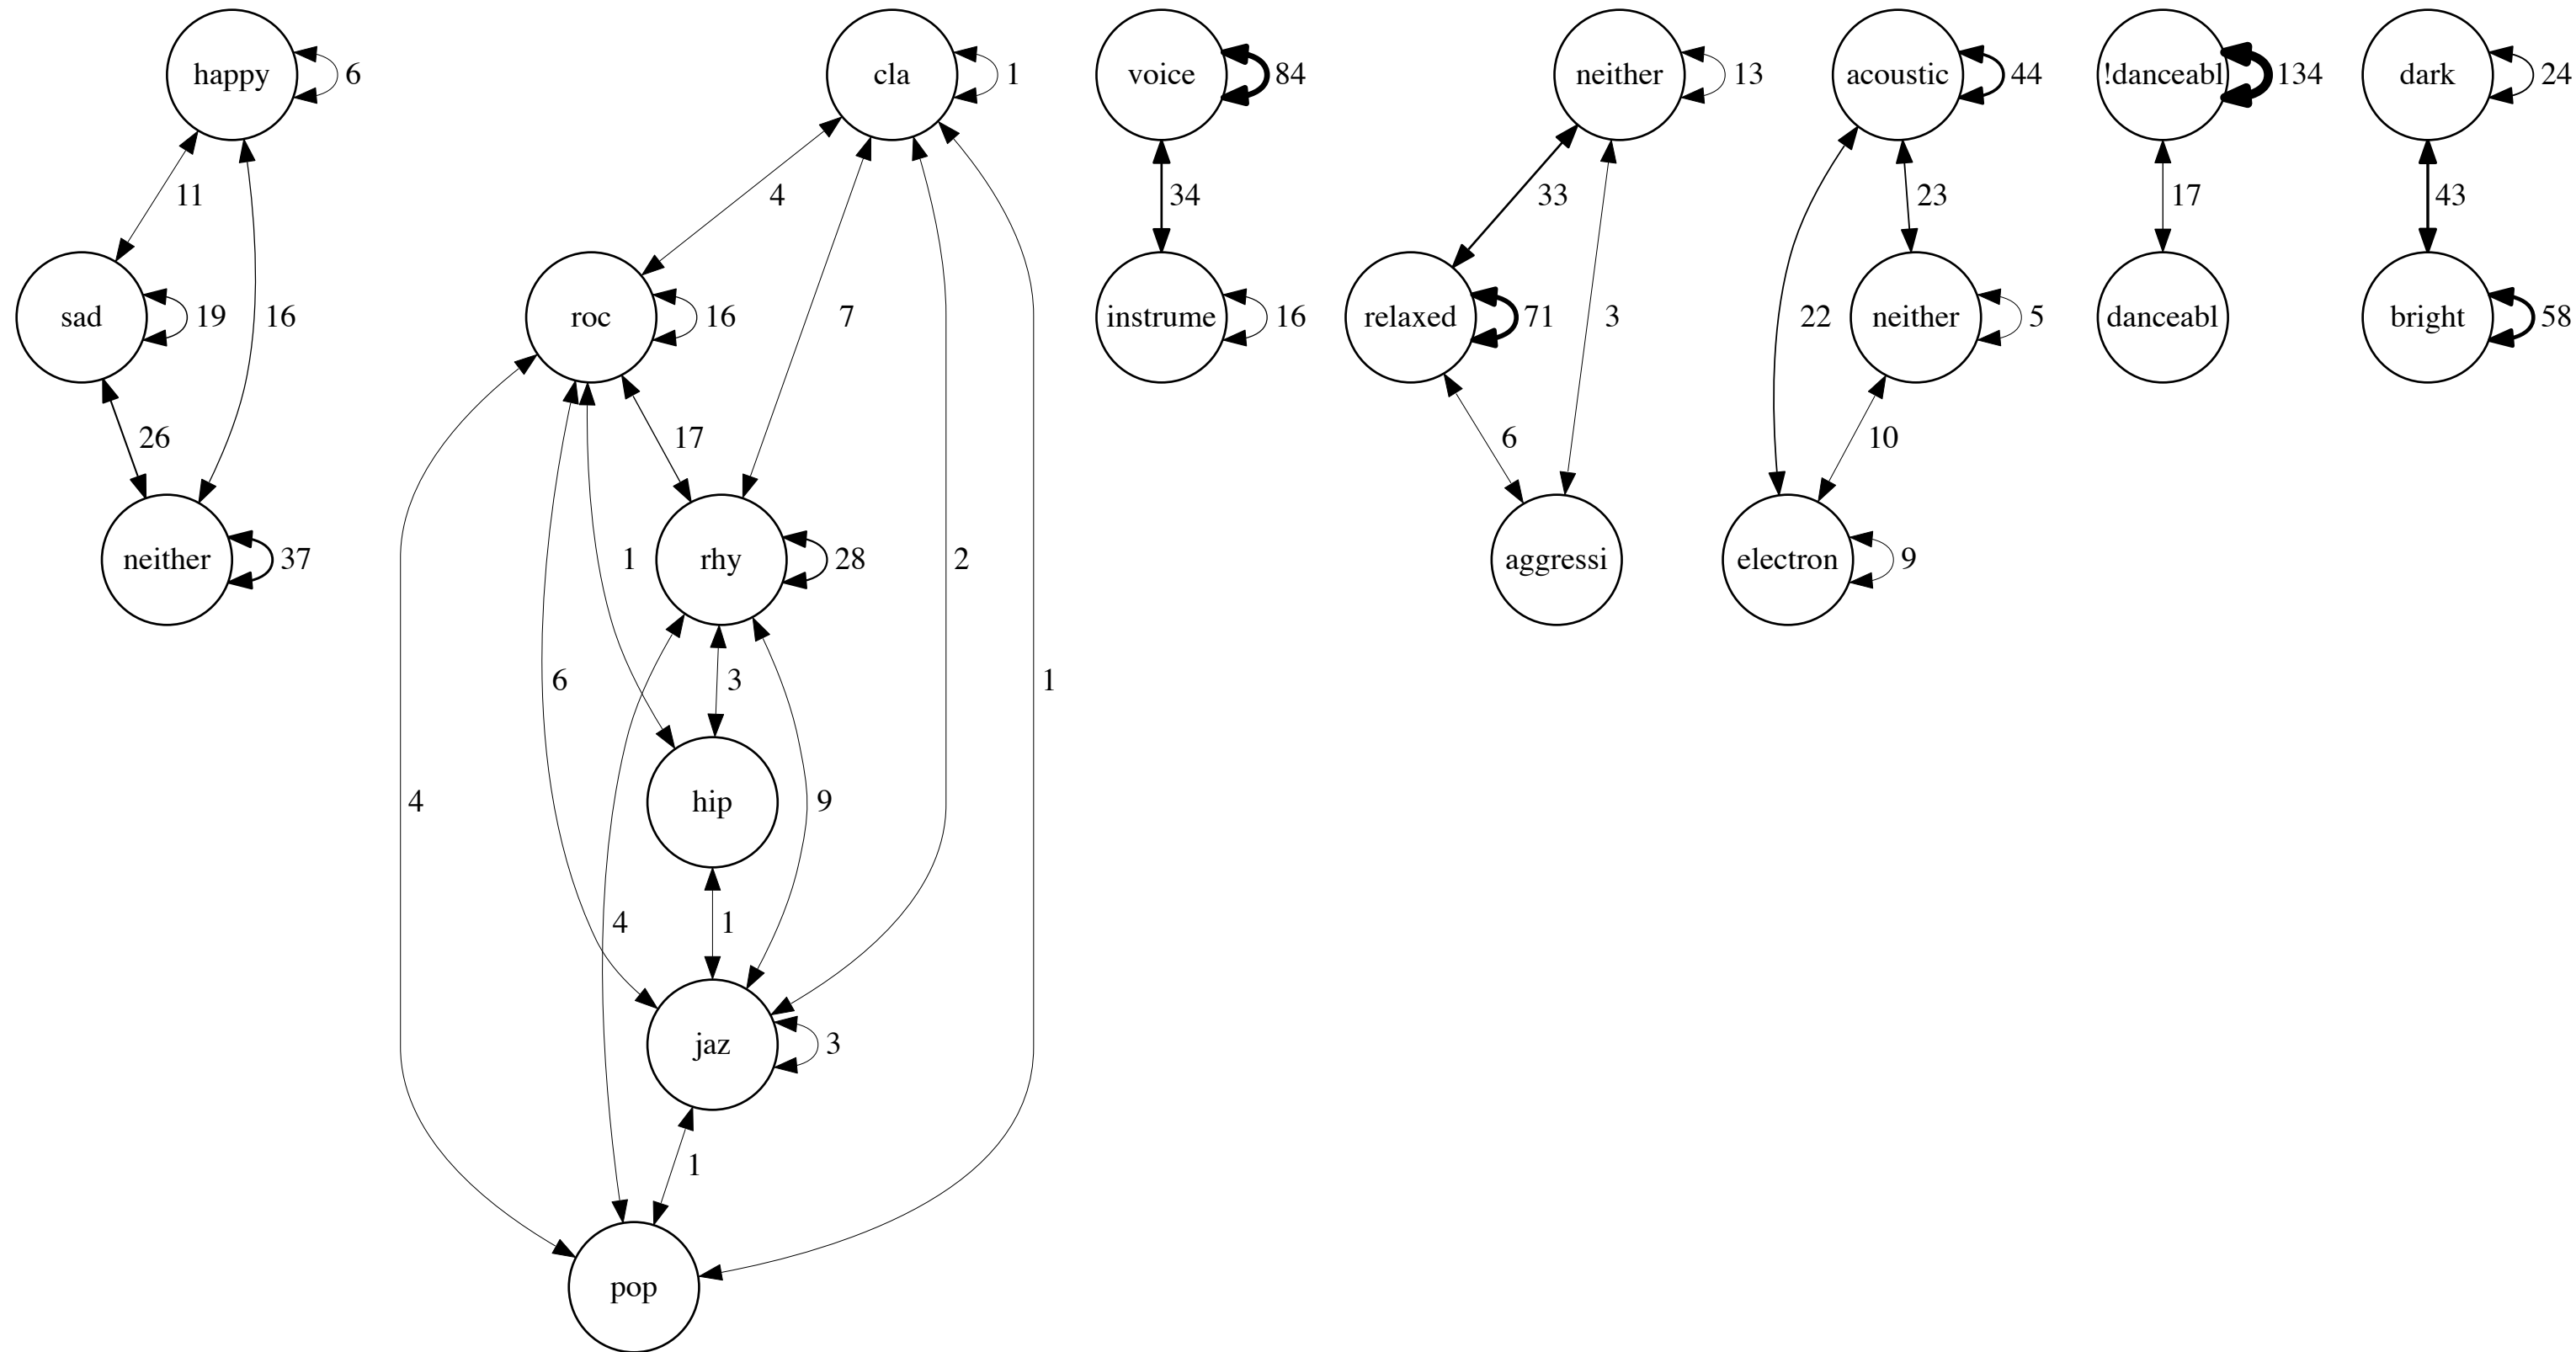 happy 6 cla 1 voice 84 neither 13 acoustic 44 !danceabl 134 dark 24
11 4 34 33 23 17 43
sad 19 16 roc 16 7 instrume 16 relaxed 71 3 22 neither 5 danceabl bright 58
26 17 6 10
neither 37 1 rhy 28 2 aggressi electron 9
6 3 1
4 hip 9
4 1
jaz 3
1
pop